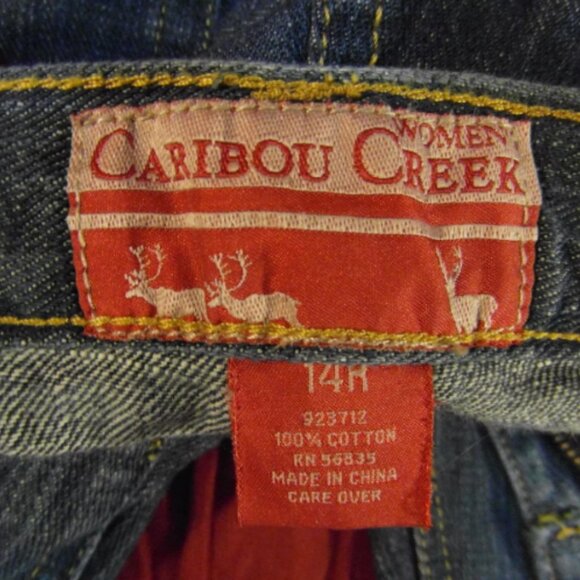 WOMEN
CARIBOU CREEK
14R
923712
100% COTTON
RN 56835
MADE IN CHINA
CARE OVER